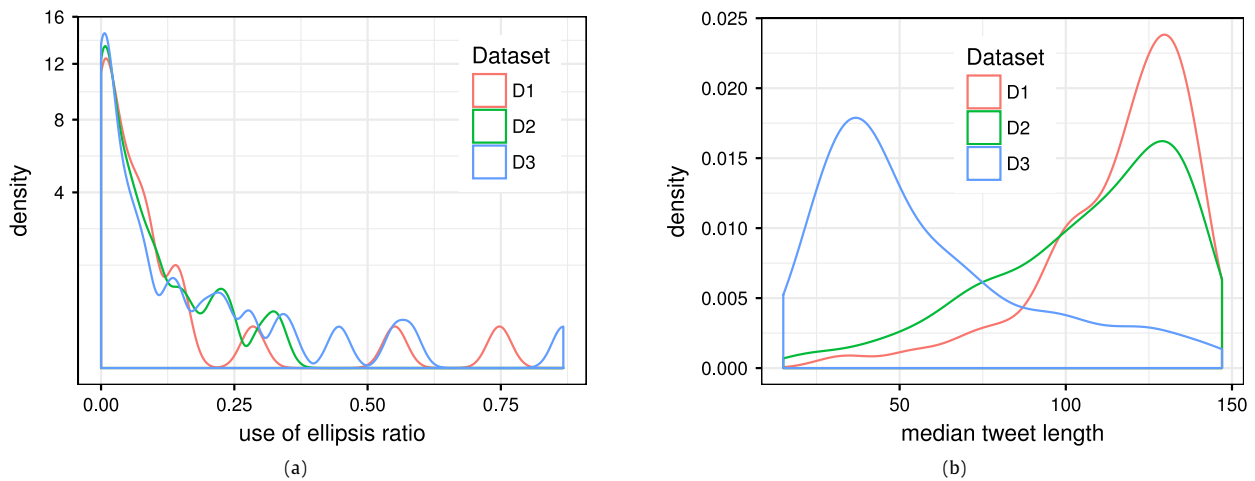 16
12
8
4
density
0.00
0.25
0.50
0.75
use of ellipsis ratio
Dataset
D1
D2
D3
(a)
0.025
0.020
0.015
0.010
0.005
0.000
density
50
100
150
median tweet length
Dataset
D1
D2
D3
(b)